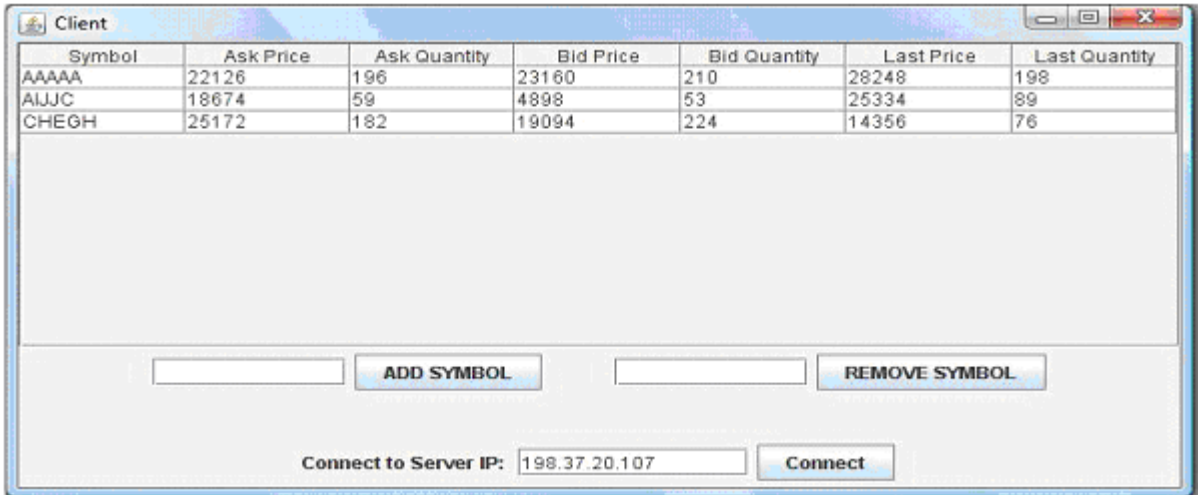 Client
Symbol Ask Price Ask Quantity Bid Price Bid Quantity Last Price Last Quantity
AAAAA 22126 196 23160 210 28248 198
AIJJC 18674 59 4898 53 25334 89
CHEGH 25172 182 19094 224 14356 76
ADD SYMBOL REMOVE SYMBOL
Connect to Server IP: 198.37.20.107 Connect